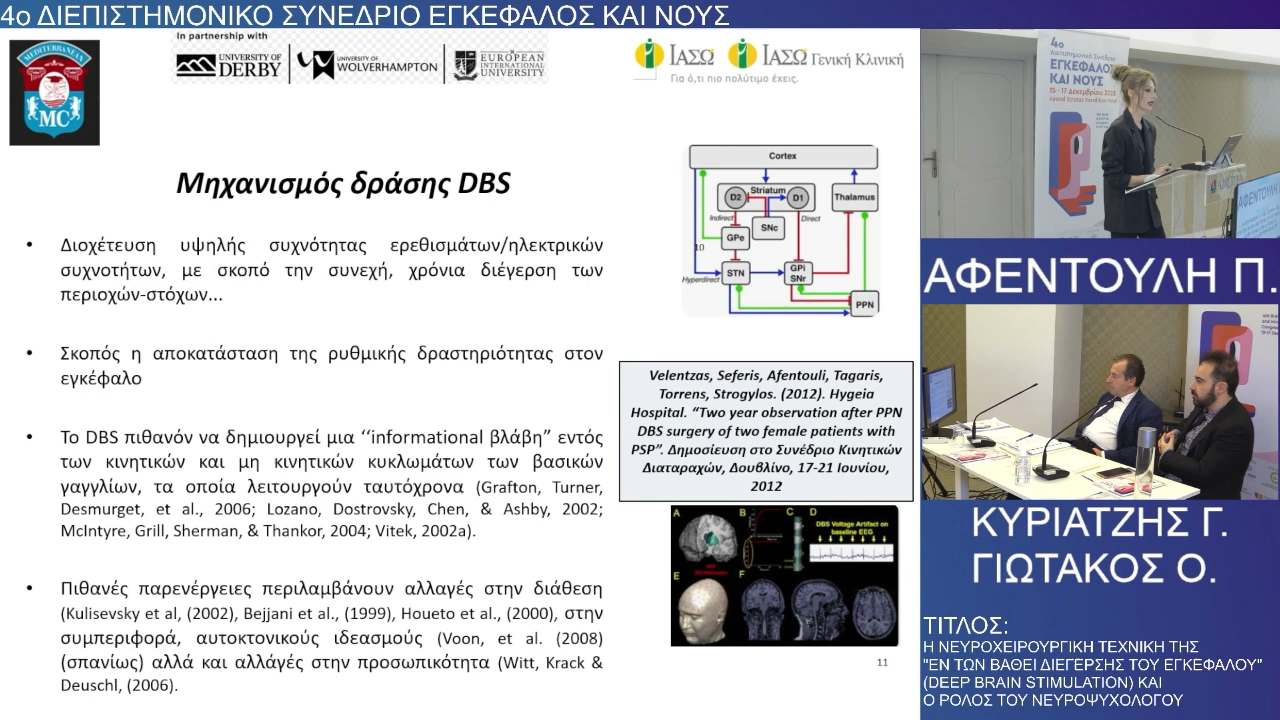 4ο ΔΙΕΠΙΣΤΗΜΟΝΙΚΟ ΣΥΝΕΔΡΙΟ ΕΓΚΕΦΑΛΟΣ ΚΑΙ ΝΟΥΣ
MEDITERRANEAN
MC
In partnership with
UNIVERSITY OF
DERBY
UNIVERSITY OF
WOLVERHAMPTON
EUROPEAN
INTERNATIONAL
UNIVERSITY
ΙΑΣΩ
ΙΑΣΩ Γενική Κλινική
Για ό,τι πιο πολύτιμο έχεις.
Μηχανισμός δράσης DBS
• Διοχέτευση υψηλής συχνότητας ερεθισμάτων/ηλεκτρικών
συχνοτήτων, με σκοπό την συνεχή, χρόνια διέγερση των
περιοχών-στόχων...
• Σκοπός η αποκατάσταση της ρυθμικής δραστηριότητας στον
εγκέφαλο
• Το DBS πιθανόν να δημιουργεί μια ‘‘informational βλάβη” εντός
των κινητικών και μη κινητικών κυκλωμάτων των βασικών
γαγγλίων, τα οποία λειτουργούν ταυτόχρονα (Grafton, Turner,
Desmurget, et al., 2006; Lozano, Dostrovsky, Chen, & Ashby, 2002;
McIntyre, Grill, Sherman, & Thankor, 2004; Vitek, 2002a).
• Πιθανές παρενέργειες περιλαμβάνουν αλλαγές στην διάθεση
(Kulisevsky et al, (2002), Bejjani et al., (1999), Houeto et al., (2000), στην
συμπεριφορά, αυτοκτονικούς ιδεασμούς (Voon, et al. (2008)
(σπανίως) αλλά και αλλάγές στην προσωπικότητα (Witt, Krack &
Deuschl, (2006).
Cortex
Striatum
D2
D1
Thalamus
SNc
Indirect
Direct
GPe
10
STN
GPi
SNr
Hyperdirect
PPN
Velentzas, Seferis, Afentouli, Tagaris,
Torrens, Strogylos. (2012). Hygeia
Hospital. “Two year observation after PPN
DBS surgery of two female patients with
PSP”. Δημοσίευση στο Συνέδριο Κινητικών
Διαταραχών, Δουβλίνο, 17-21 Ιουνίου,
2012
A
B
C
D
DBS Voltage Artifact on
baseline EEG
E
F
11
4ο
Διεπιστημονικό Συνέδριο
ΕΓΚΕΦΑΛΟΣ
ΚΑΙ ΝΟΥΣ
ΑΦΕΝΤΟΥΛΗ Π.
ΚΥΡΙΑΤΖΗΣ Γ.
ΓΙΩΤΑΚΟΣ Ο.
ΤΙΤΛΟΣ:
Η ΝΕΥΡΟΧΕΙΡΟΥΡΓΙΚΗ ΤΕΧΝΙΚΗ ΤΗΣ
"ΕΝ ΤΩΝ ΒΑΘΕΙ ΔΙΕΓΕΡΣΗΣ ΤΟΥ ΕΓΚΕΦΑΛΟΥ"
(DEEP BRAIN STIMULATION) ΚΑΙ
Ο ΡΟΛΟΣ ΤΟΥ ΝΕΥΡΟΨΥΧΟΛΟΓΟΥ